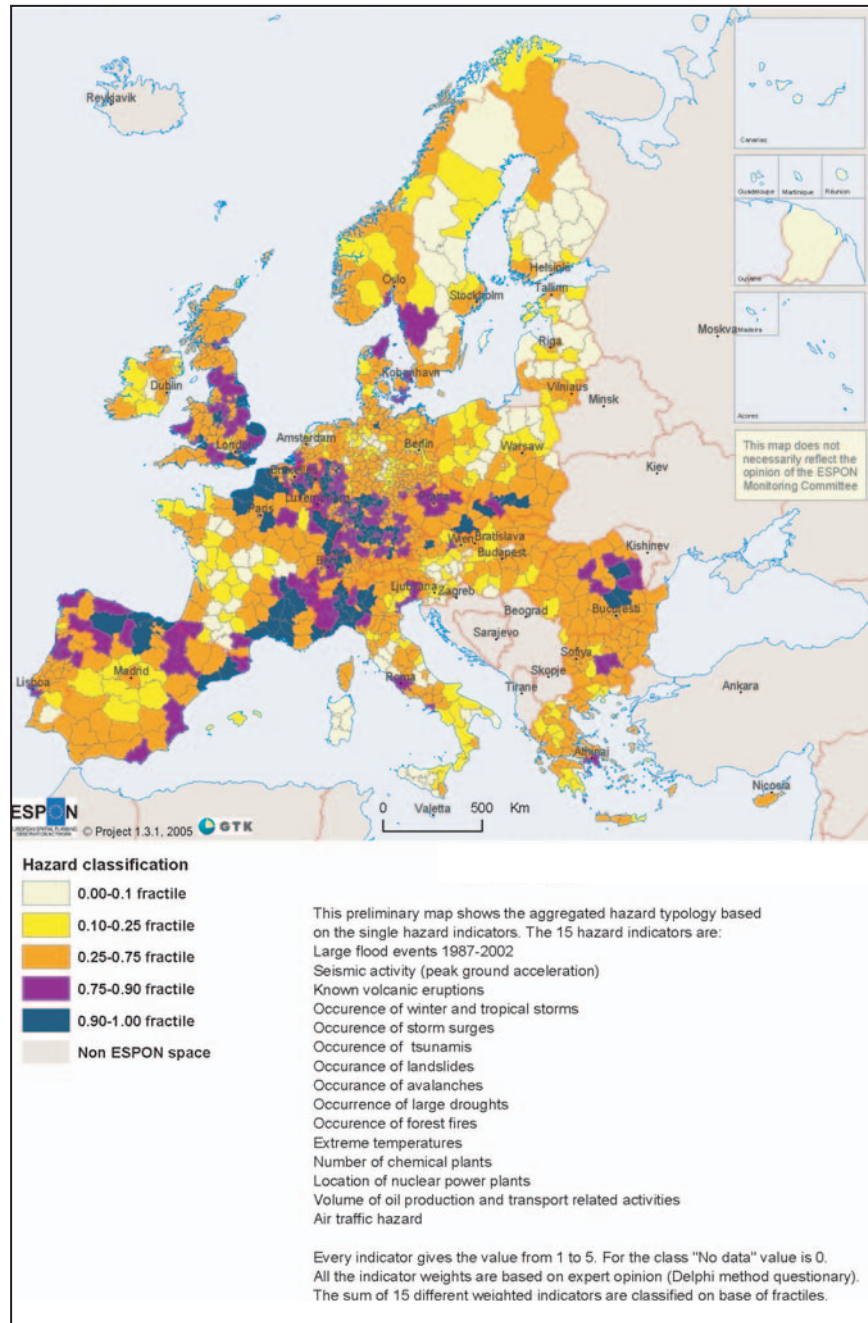 Reykjavik
Canarias
Guadeloupe Martinique Réunion
Guyane
Madeira
Acores
Oslo
Helsinki
Stockholm
Tallinn
Riga
Moskva
Kobenhavn
Vilniaus
Minsk
Dublin
London
Amsterdam
Berlin
Warsaw
Kiev
Luxembourg
Paris
Wien
Bratislava
Budapest
Kishinev
Ljubljana
Zagreb
Beograd
Bucuresti
Sarajevo
Sofiya
Skopje
Tirane
Ankara
Roma
Madrid
Lisboa
Athinai
Nicosia
Valjetta
This map does not
necessarily reflect the
opinion of the ESPON
Monitoring Committee
ESPON
© Project 1.3.1, 2005 GTK
0 500 Km
Hazard classification
0.00-0.1 fractile
0.10-0.25 fractile
0.25-0.75 fractile
0.75-0.90 fractile
0.90-1.00 fractile
Non ESPON space
This preliminary map shows the aggregated hazard typology based
on the single hazard indicators. The 15 hazard indicators are:
Large flood events 1987-2002
Seismic activity (peak ground acceleration)
Known volcanic eruptions
Occurence of winter and tropical storms
Occurence of storm surges
Occurence of tsunamis
Occurance of landslides
Occurance of avalanches
Occurrence of large droughts
Occurence of forest fires
Extreme temperatures
Number of chemical plants
Location of nuclear power plants
Volume of oil production and transport related activities
Air traffic hazard
Every indicator gives the value from 1 to 5. For the class "No data" value is 0.
All the indicator weights are based on expert opinion (Delphi method questionary).
The sum of 15 different weighted indicators are classified on base of fractiles.